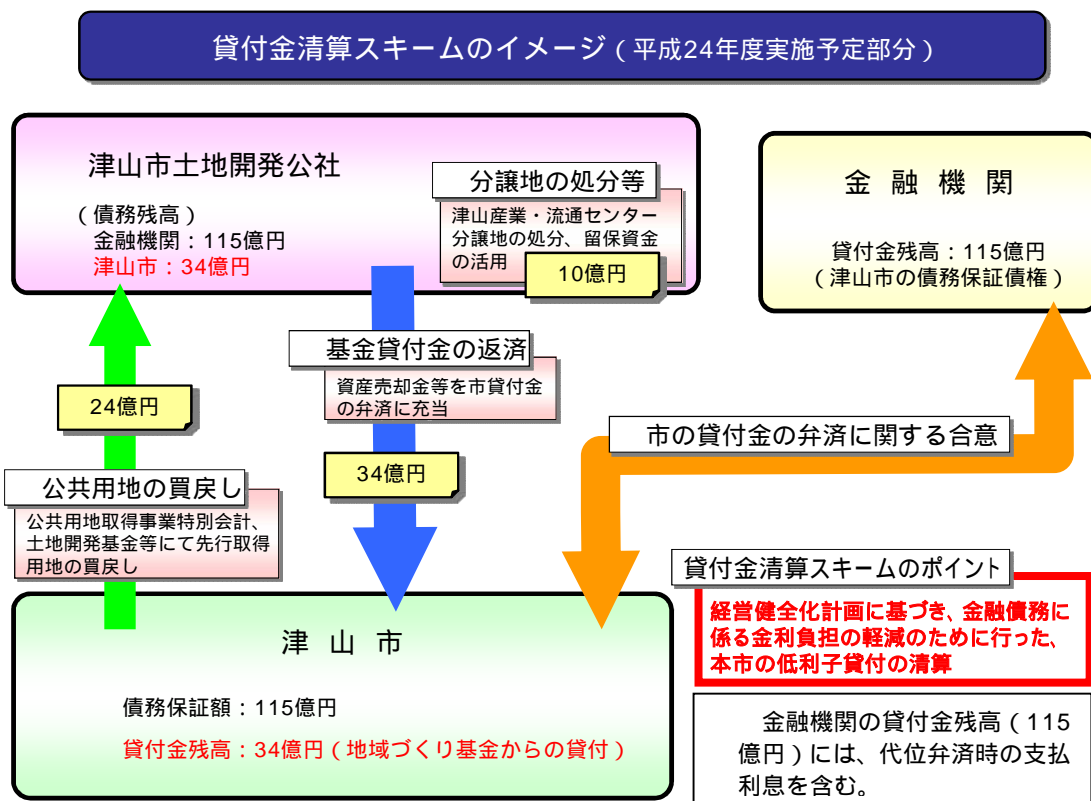 貸付金清算スキームのイメージ（平成24年度実施予定部分）
津山市土地開発公社
（債務残高）
金融機関：115億円
津山市：34億円
分譲地の処分等
津山産業・流通センター
分譲地の処分、留保資金
の活用
10億円
金 融 機 関
貸付金残高：115億円
（津山市の債務保証債権）
基金貸付金の返済
資産売却金等を市貸付金
の弁済に充当
24億円
34億円
市の貸付金の弁済に関する合意
公共用地の買戻し
公共用地取得事業特別会計、
土地開発基金等にて先行取得
用地の買戻し
貸付金清算スキームのポイント
経営健全化計画に基づき、金融債務に
係る金利負担の軽減のために行った、
本市の低利子貸付の清算
津 山 市
債務保証額：115億円
貸付金残高：34億円（地域づくり基金からの貸付）
金融機関の貸付金残高（115
億円）には、代位弁済時の支払
利息を含む。